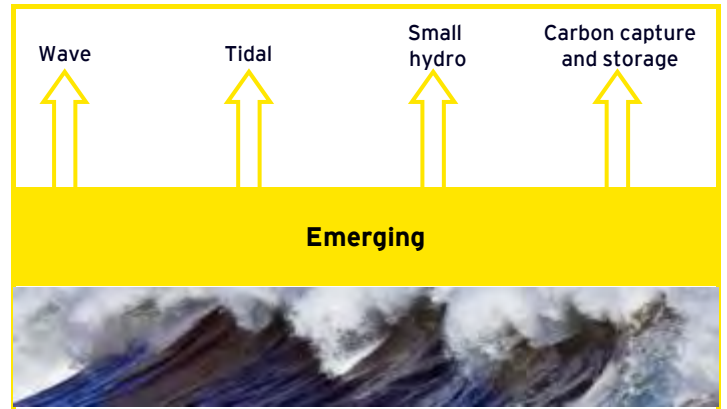 Wave
Tidal
Small
hydro
Carbon capture
and storage
Emerging